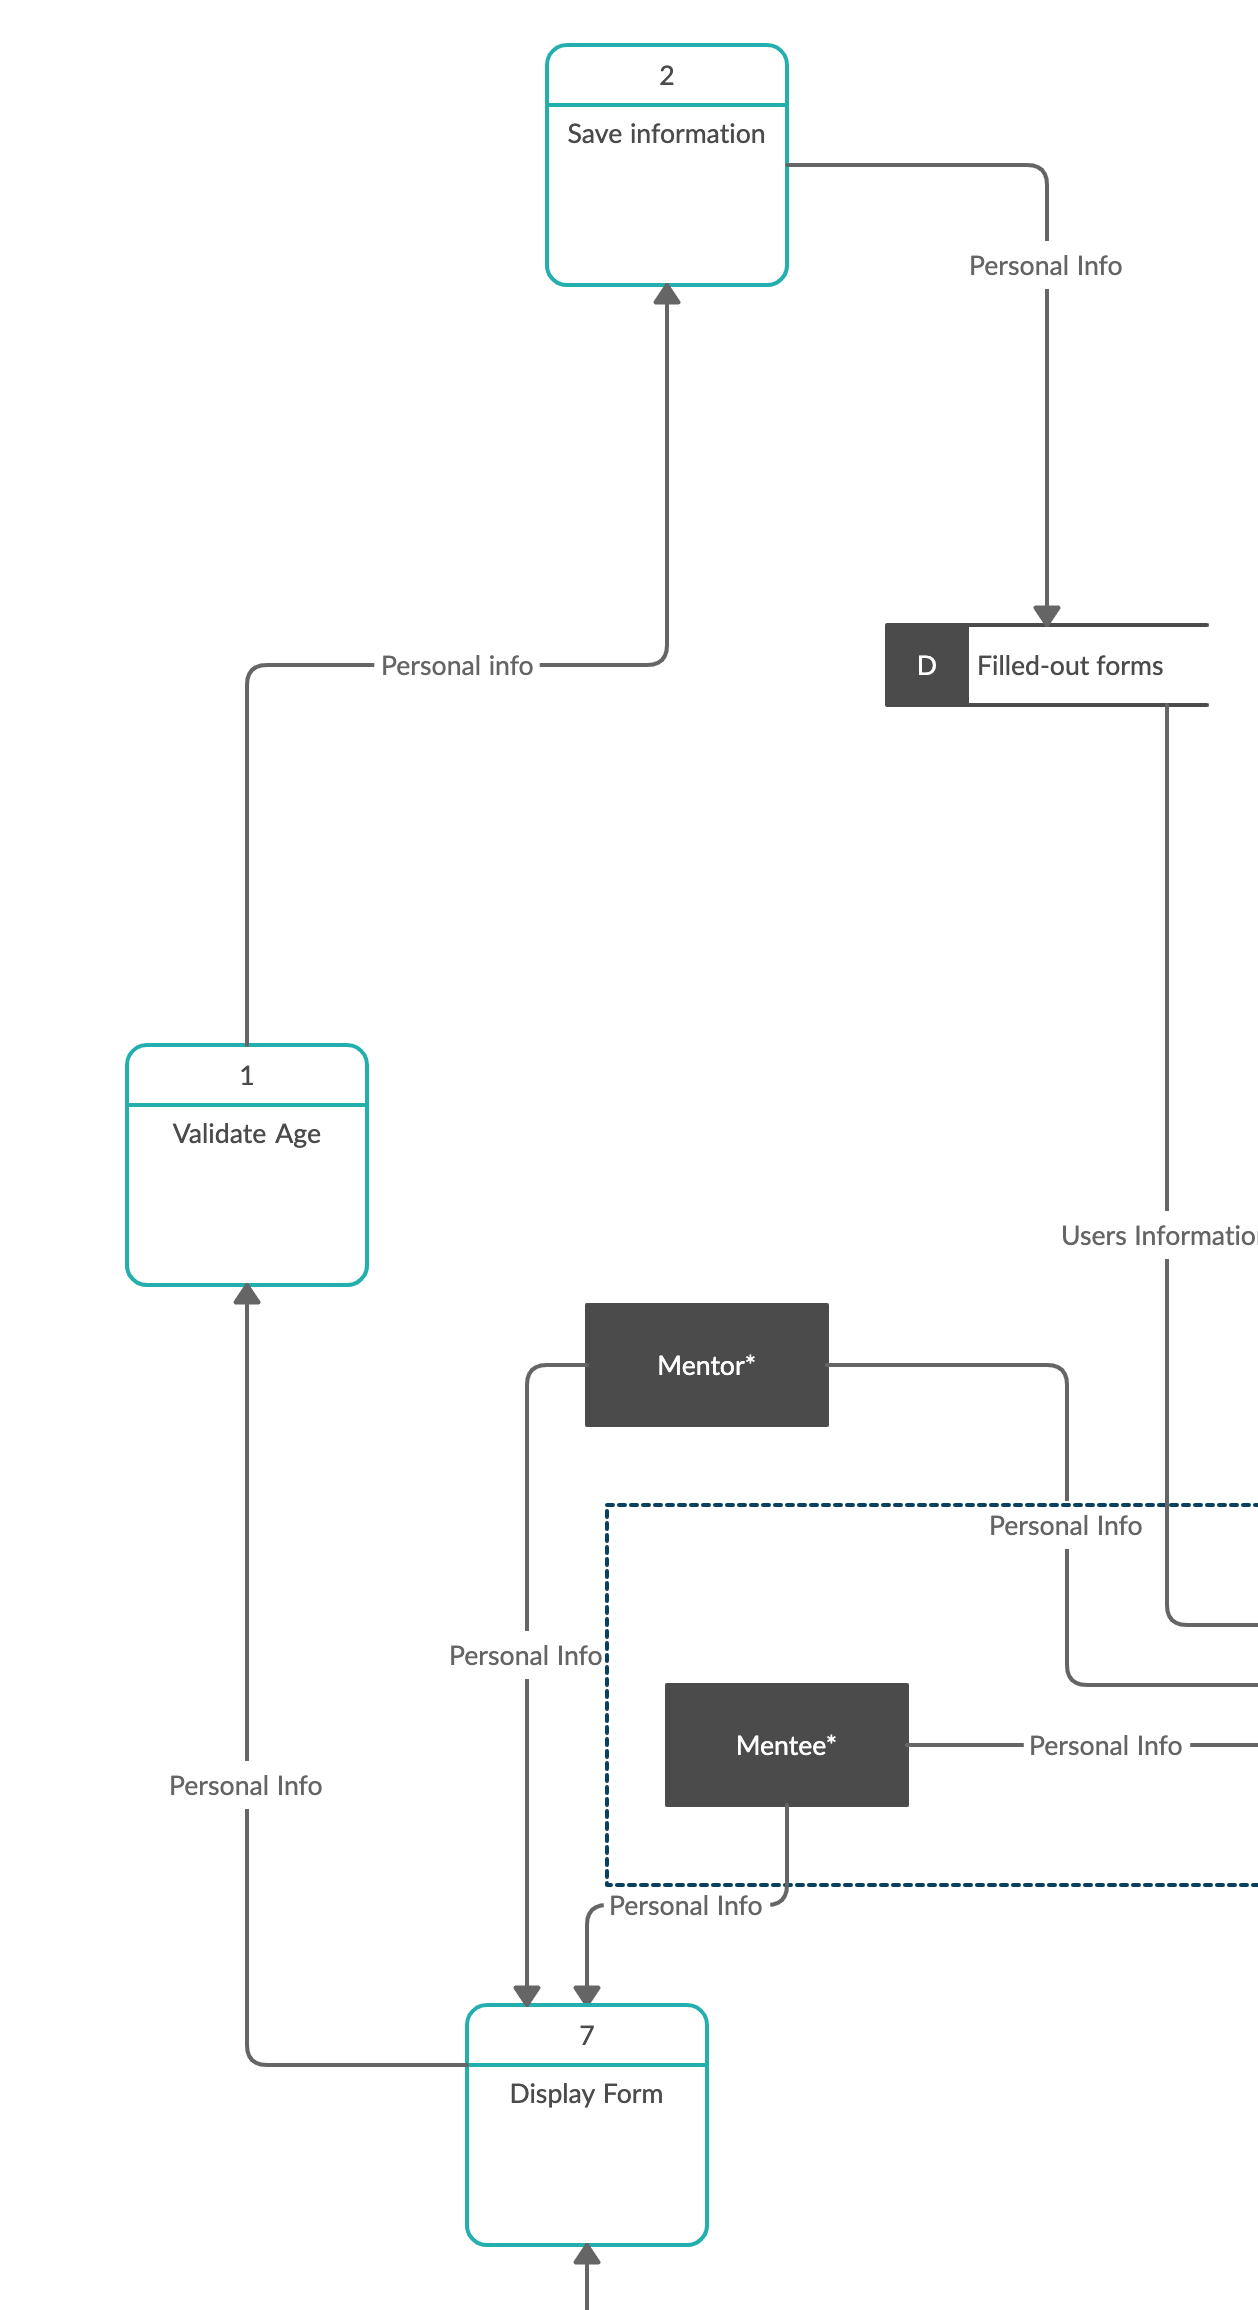 2
Save information
Personal Info
D
Filled-out forms
Personal info
1
Validate Age
Users Informatio
Mentor*
Personal Info
Personal Info
Mentee*
Personal Info
Personal Info
Personal Info
7
Display Form